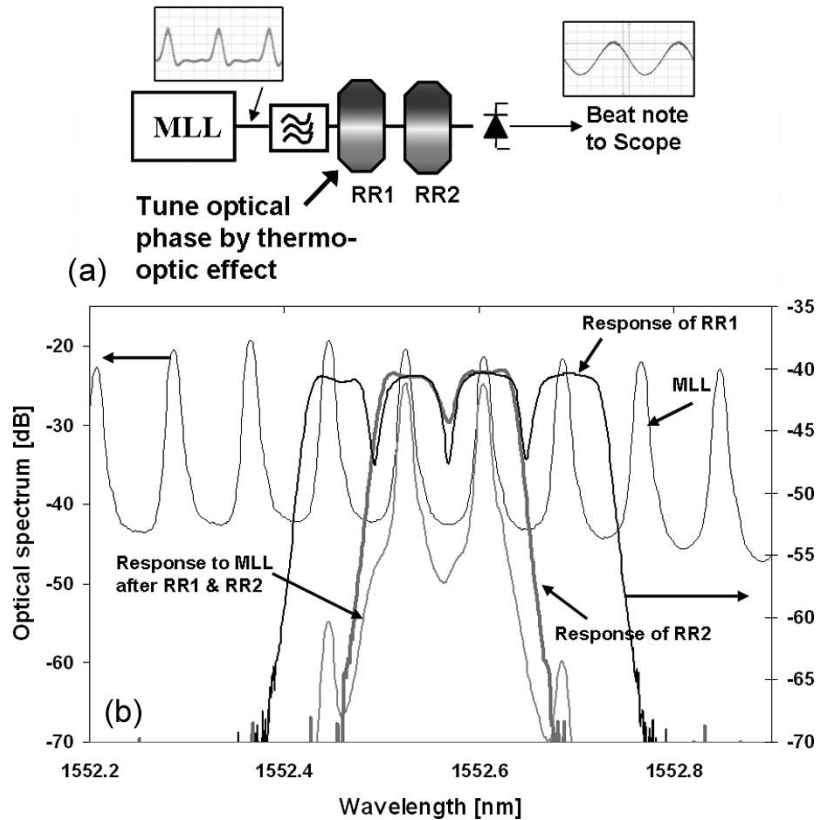 MLL
RR1
RR2
Beat note
to Scope
Tune optical
phase by thermo-
optic effect
(a)
Optical spectrum [dB]
-20
-30
-40
-50
-60
-70
-35
-40
-45
-50
-55
-60
-65
-70
Response of RR1
MLL
Response to MLL
after RR1 & RR2
Response of RR2
(b)
1552.2
1552.4
1552.6
1552.8
Wavelength [nm]